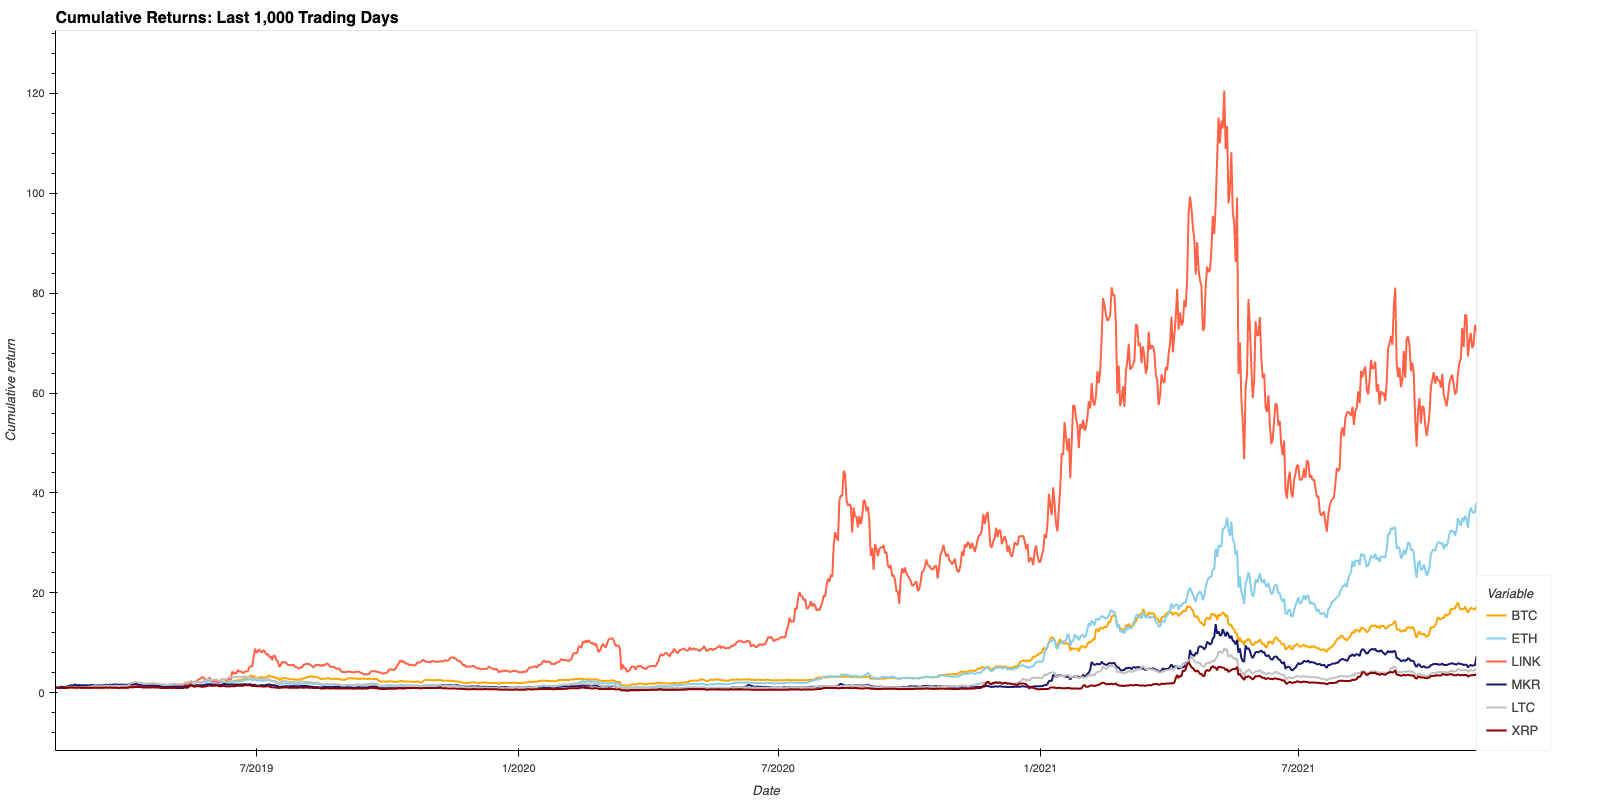 Cumulative Returns: Last 1,000 Trading Days
120
100
80
60
40
20
0
Cumulative return
7/2019
1/2020
7/2020
1/2021
7/2021
Date
Variable
BTC
ETH
LINK
MKR
LTC
XRP